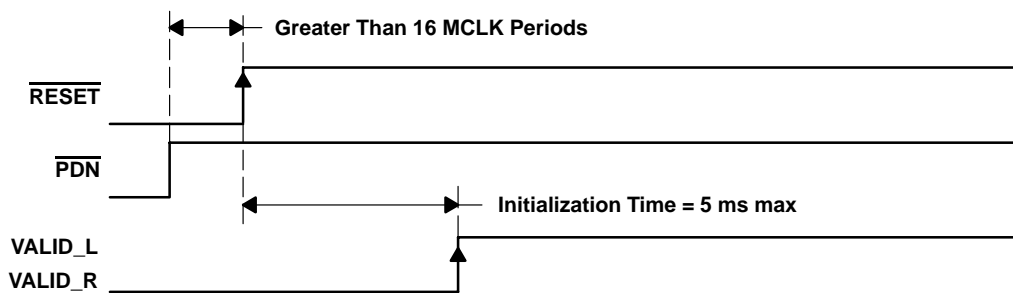 Greater Than 16 MCLK Periods
RESET
PDN
Initialization Time = 5 ms max
VALID_L
VALID_R